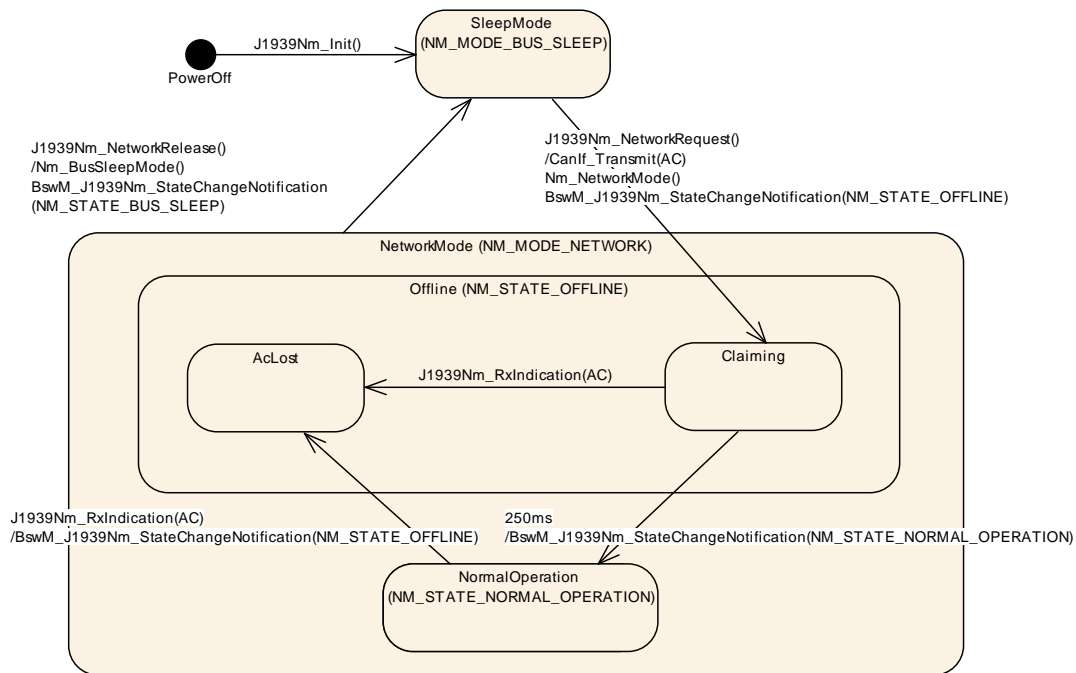 SleepMode
(NM_MODE_BUS_SLEEP)
J1939Nm_Init()
PowerOff
J1939Nm_NetworkRelease()
/Nm_BusSleepMode()
BswM_J1939Nm_StateChangeNotification
(NM_STATE_BUS_SLEEP)
J1939Nm_NetworkRequest()
/CanIf_Transmit(AC)
Nm_NetworkMode()
BswM_J1939Nm_StateChangeNotification(NM_STATE_OFFLINE)
NetworkMode (NM_MODE_NETWORK)
Offline (NM_STATE_OFFLINE)
AcLost
Claiming
J1939Nm_RxIndication(AC)
J1939Nm_RxIndication(AC)
/BswM_J1939Nm_StateChangeNotification(NM_STATE_OFFLINE)
250ms
/BswM_J1939Nm_StateChangeNotification(NM_STATE_NORMAL_OPERATION)
NormalOperation
(NM_STATE_NORMAL_OPERATION)